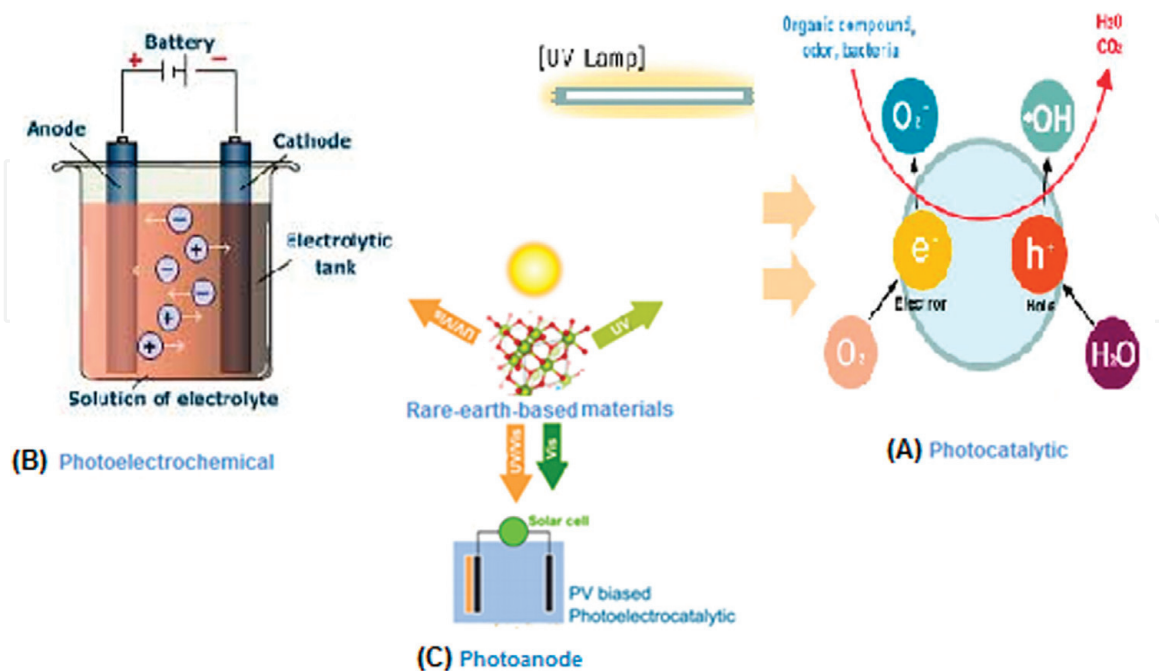 Battery
+ −
Anode
Cathode
Electrolytic
tank
Solution of electrolyte
(B) Photoelectrochemical
[UV Lamp]
UV/Vis
UV
Rare-earth-based materials
UV/Vis
Vis
Solar cell
PV biased
Photoelectrocatalytic
(C) Photoanode
Organic compound,
odor, bacteria
H₂O
CO₂
O₂⁻
•OH
e⁻
h⁺
Electron
Hole
O₂
H₂O
(A) Photocatalytic